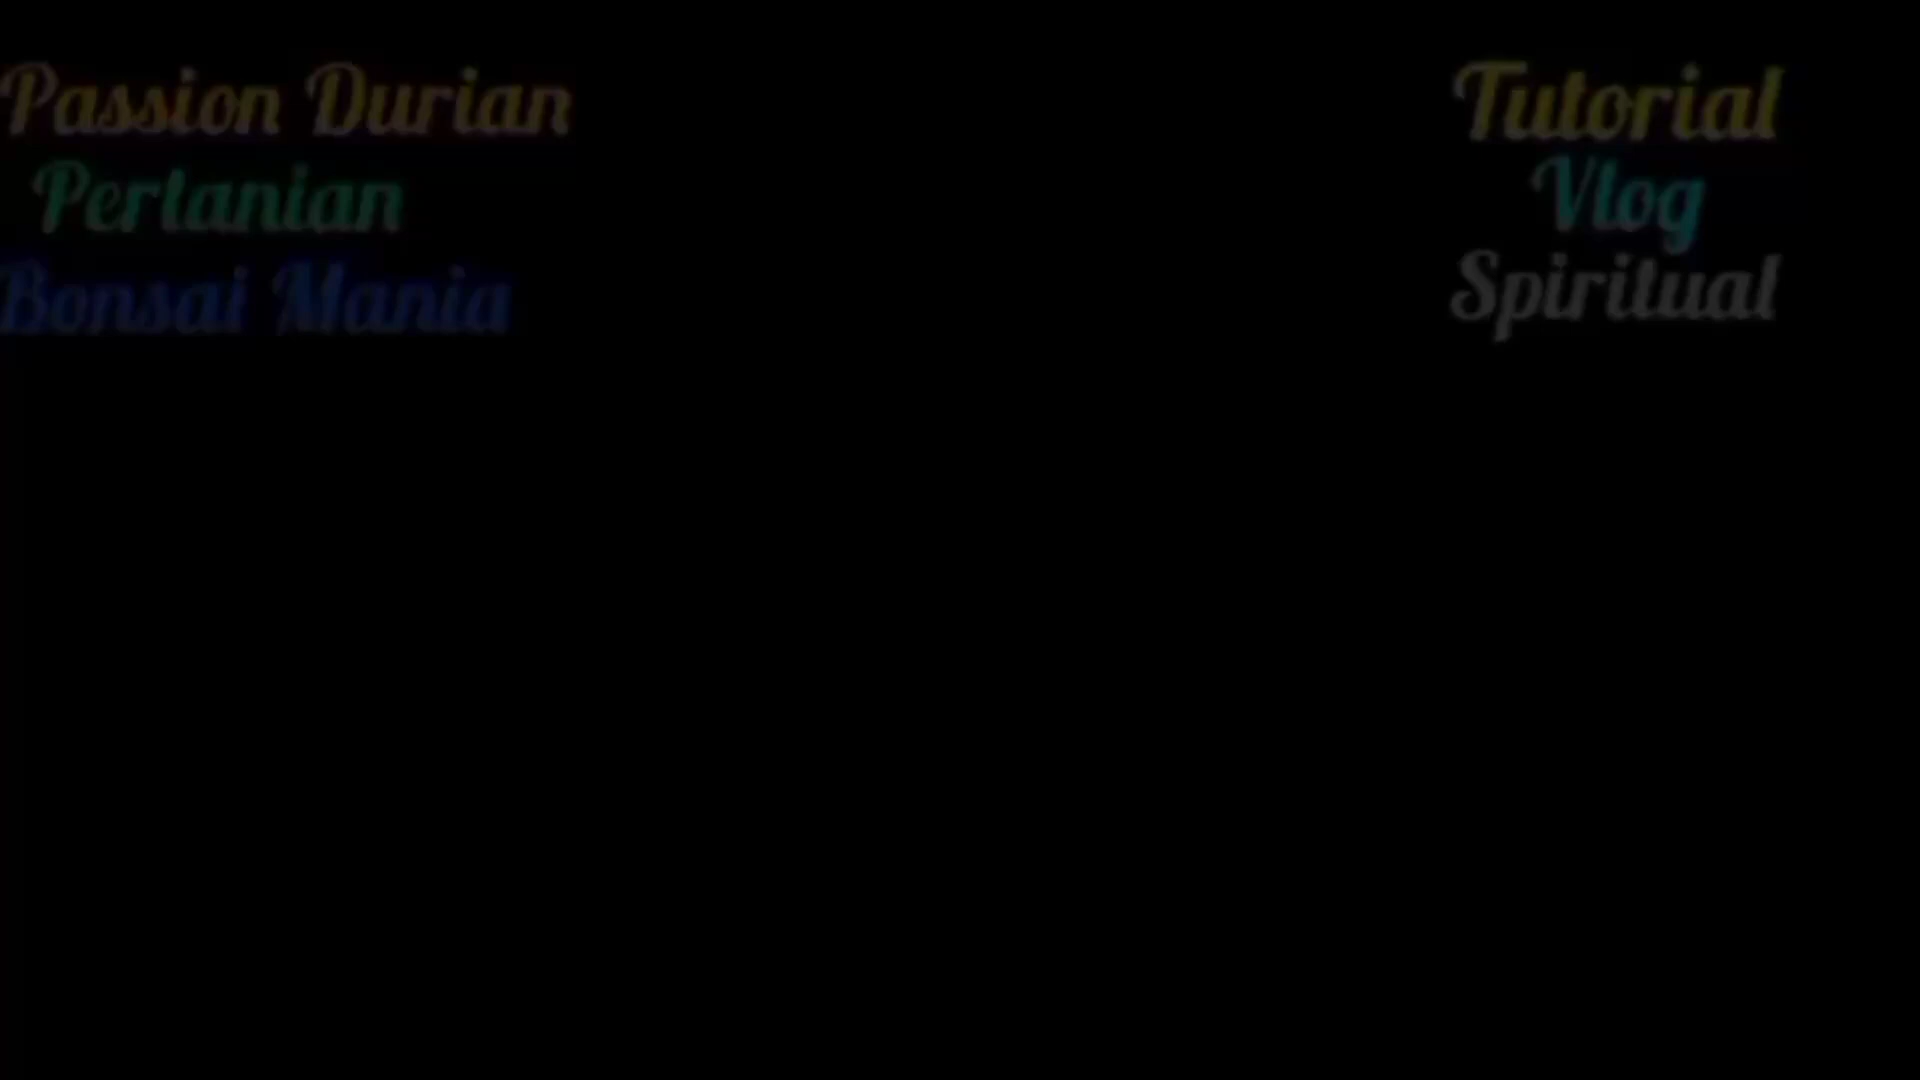 Passion Durian
Pertanian
Bonsai Mania
Tutorial
Vlog
Spiritual